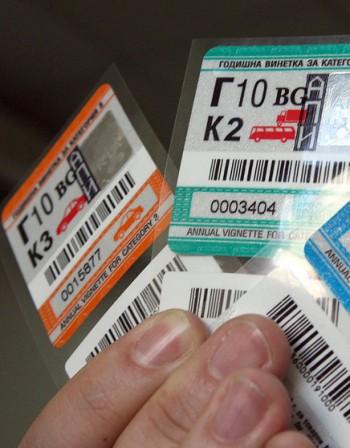 ГОДИШНА ВИНЕТКА ЗА КАТЕГОРИЯ 3
Г10 BG
К3
0015877
ANNUAL VIGNETTE FOR CATEGORY 3
ГОДИШНА ВИНЕТКА ЗА КАТЕГО
Г10 BG
К2
0003404
ANNUAL VIGNETTE FOR CAT
ANNUAL